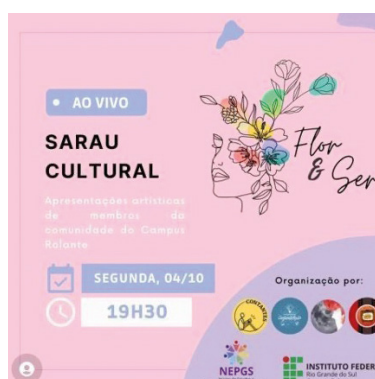 • AO VIVO
SARAU
CULTURAL
Apresentações artísticas
de membros da
comunidade do Campus
Rolante
SEGUNDA, 04/10
19H30
Flor
& Ser
Organização por:
CONTANTES
NEPGS
INSTITUTO FEDER
Rio Grande do Sul